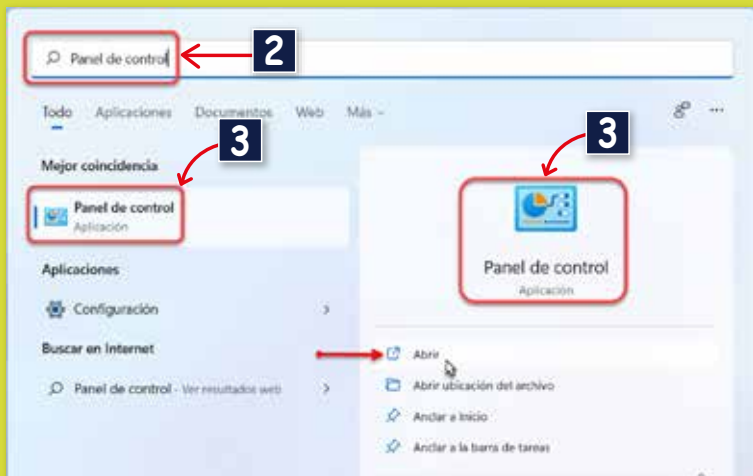 Panel de control
2
Todo Aplicaciones Documentos Web Más
3
3
Mejor coincidencia
Panel de control
Aplicación
Panel de control
Aplicación
Aplicaciones
Configuración
Buscar en Internet
Abrir
Panel de control - Ver resultados web
Abrir ubicación del archivo
Anclar a Inicio
Anclar a la barra de tareas